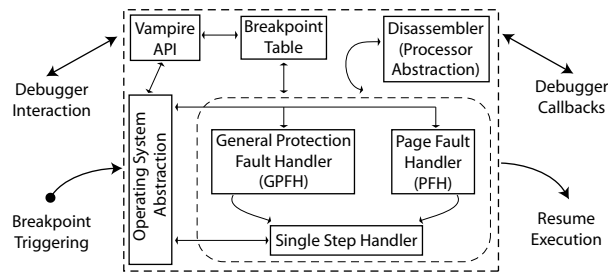 Vampire
API
Breakpoint
Table
Disassembler
(Processor
Abstraction)
Debugger
Interaction
Debugger
Callbacks
Operating System
Abstraction
General Protection
Fault Handler
(GPFH)
Page Fault
Handler
(PFH)
Breakpoint
Triggering
Single Step Handler
Resume
Execution